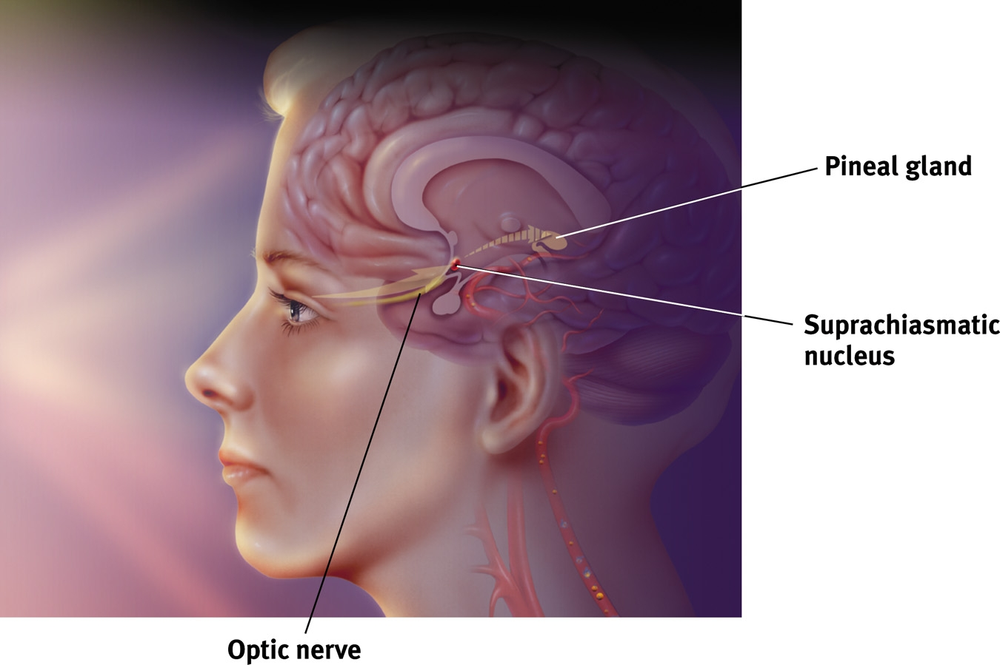 Pineal gland
Suprachiasmatic
nucleus
Optic nerve